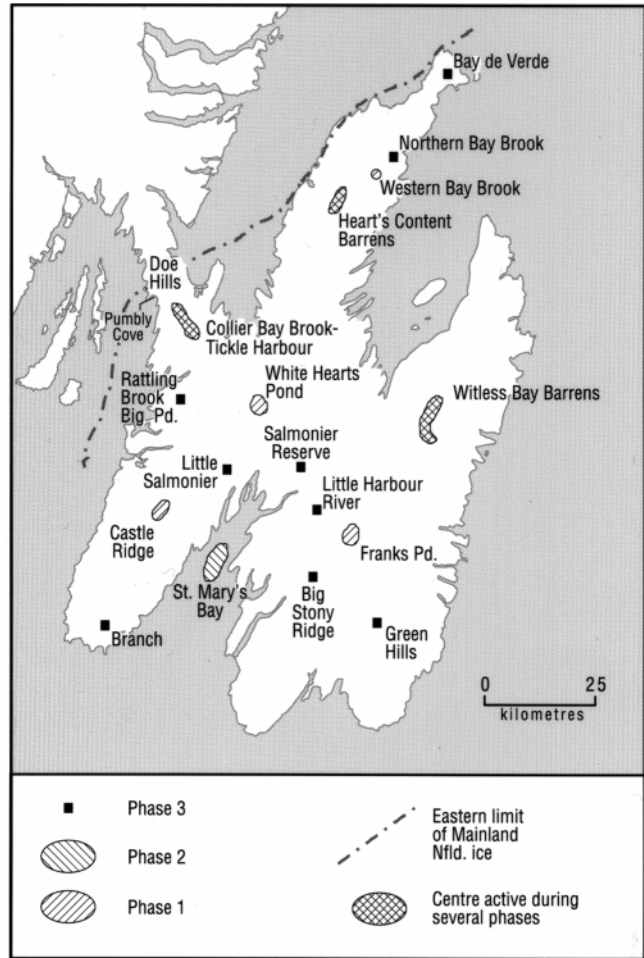 Bay de Verde
Northern Bay Brook
Western Bay Brook
Heart's Content
Barrens
Doe
Hills
Pumbly
Cove
Collier Bay Brook-
Tickle Harbour
White Hearts
Pond
Rattling
Brook
Big Pd.
Witless Bay Barrens
Salmonier
Reserve
Little
Salmonier
Little Harbour
River
Castle
Ridge
Franks Pd.
St. Mary's
Bay
Big
Stony
Ridge
Branch
Green
Hills
0 25
kilometres
Phase 3
Phase 2
Phase 1
Eastern limit
of Mainland
Nfld. ice
Centre active during
several phases